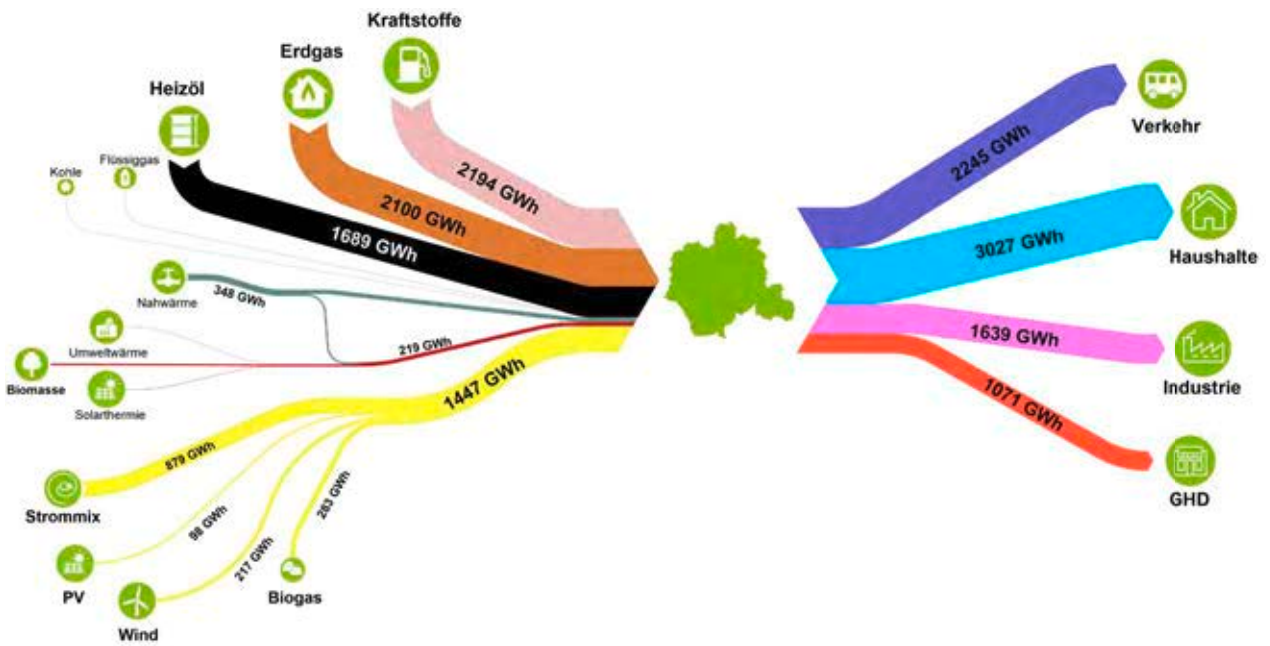 Kraftstoffe
Erdgas
Heizöl
Flüssiggas
Kohle
2194 GWh
2100 GWh
1689 GWh
Nahwärme
348 GWh
Umweltwärme
219 GWh
Biomasse
Solarthermie
1447 GWh
879 GWh
Strommix
98 GWh
PV
217 GWh
Wind
283 GWh
Biogas
2245 GWh
Verkehr
3027 GWh
Haushalte
1639 GWh
Industrie
1071 GWh
GHD